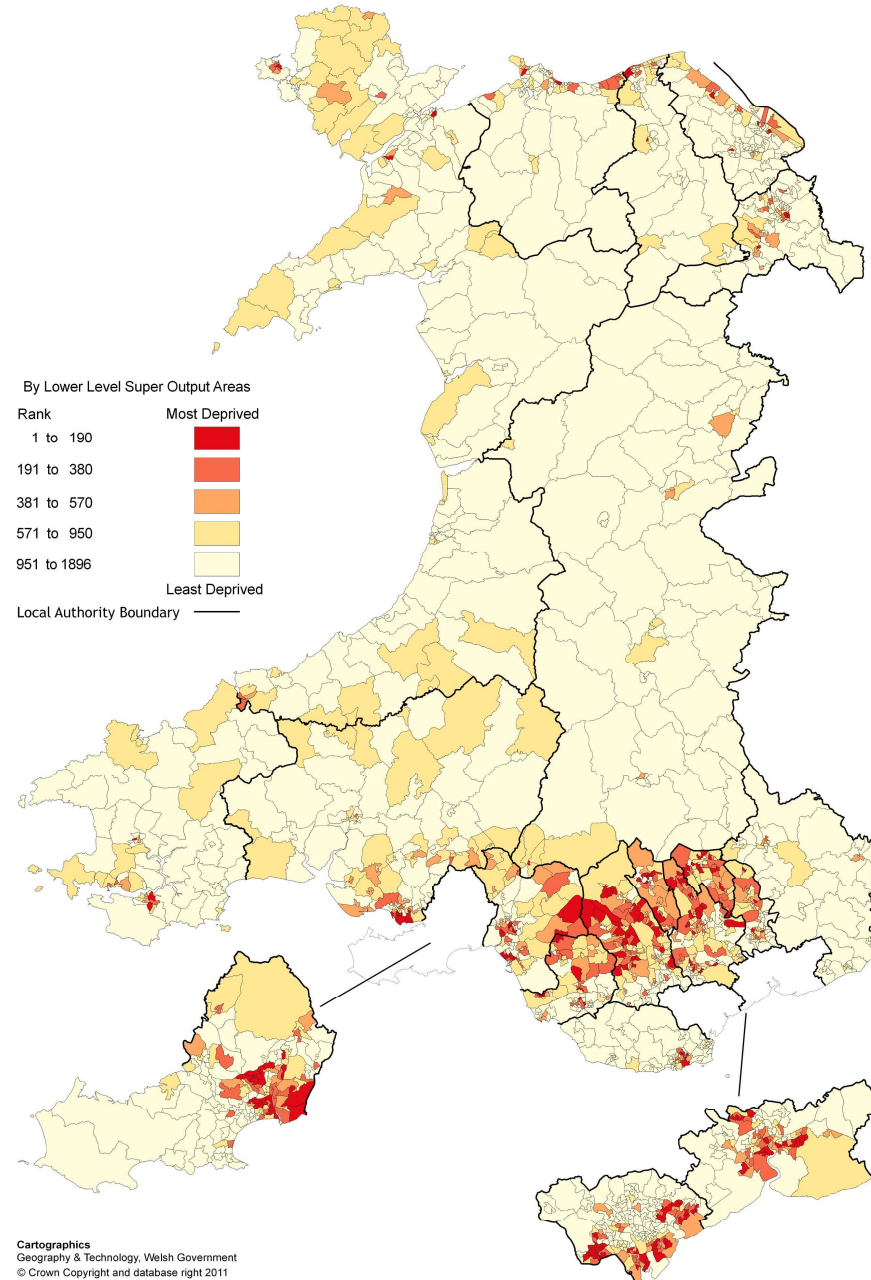 By Lower Level Super Output Areas
Rank Most Deprived
1 to 190
191 to 380
381 to 570
571 to 950
951 to 1896
Least Deprived
Local Authority Boundary
Cartographics
Geography & Technology, Welsh Government
© Crown Copyright and database right 2011